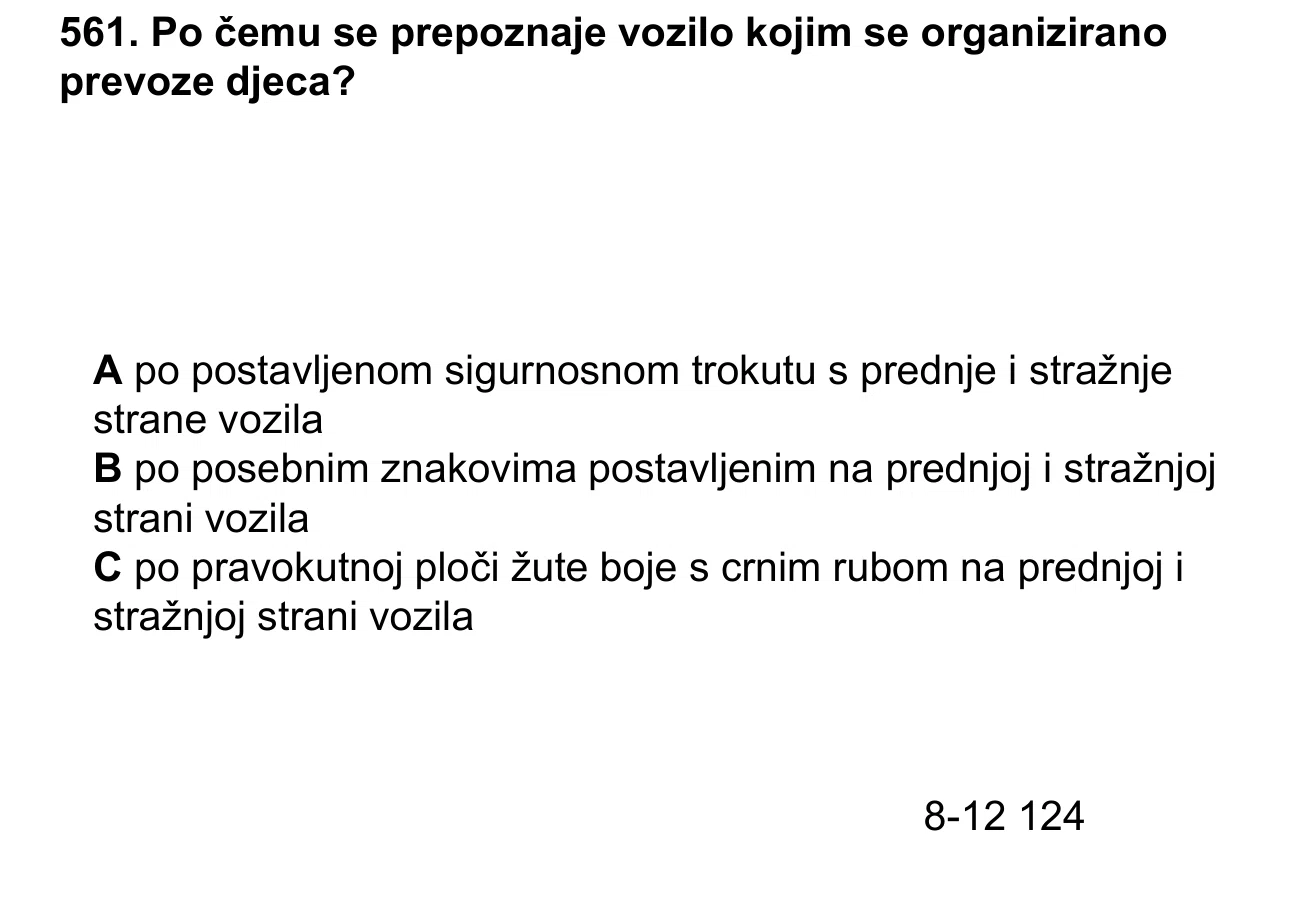 561. Po čemu se prepoznaje vozilo kojim se organizirano
prevoze djeca?
A po postavljenom sigurnosnom trokutu s prednje i stražnje
strane vozila
B po posebnim znakovima postavljenim na prednjoj i stražnjoj
strani vozila
C po pravokutnoj ploči žute boje s crnim rubom na prednjoj i
stražnjoj strani vozila
8-12 124